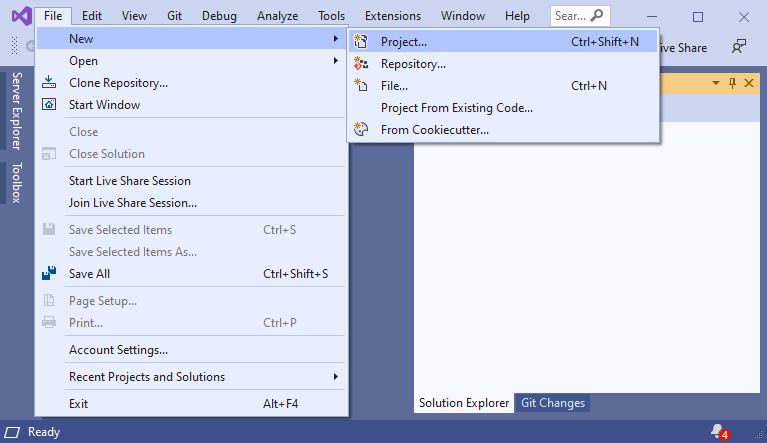 File Edit View Git Debug Analyze Tools Extensions Window Help Sear...
New
Project... Ctrl+Shift+N
ive Share
Open
Repository...
Clone Repository...
File... Ctrl+N
Start Window
Project From Existing Code...
Close
From Cookiecutter...
Close Solution
Server Explorer
Toolbox
Start Live Share Session
Join Live Share Session...
Save Selected Items Ctrl+S
Save Selected Items As...
Save All Ctrl+Shift+S
Page Setup...
Print... Ctrl+P
Account Settings...
Recent Projects and Solutions
Exit Alt+F4
Solution Explorer Git Changes
Ready 4